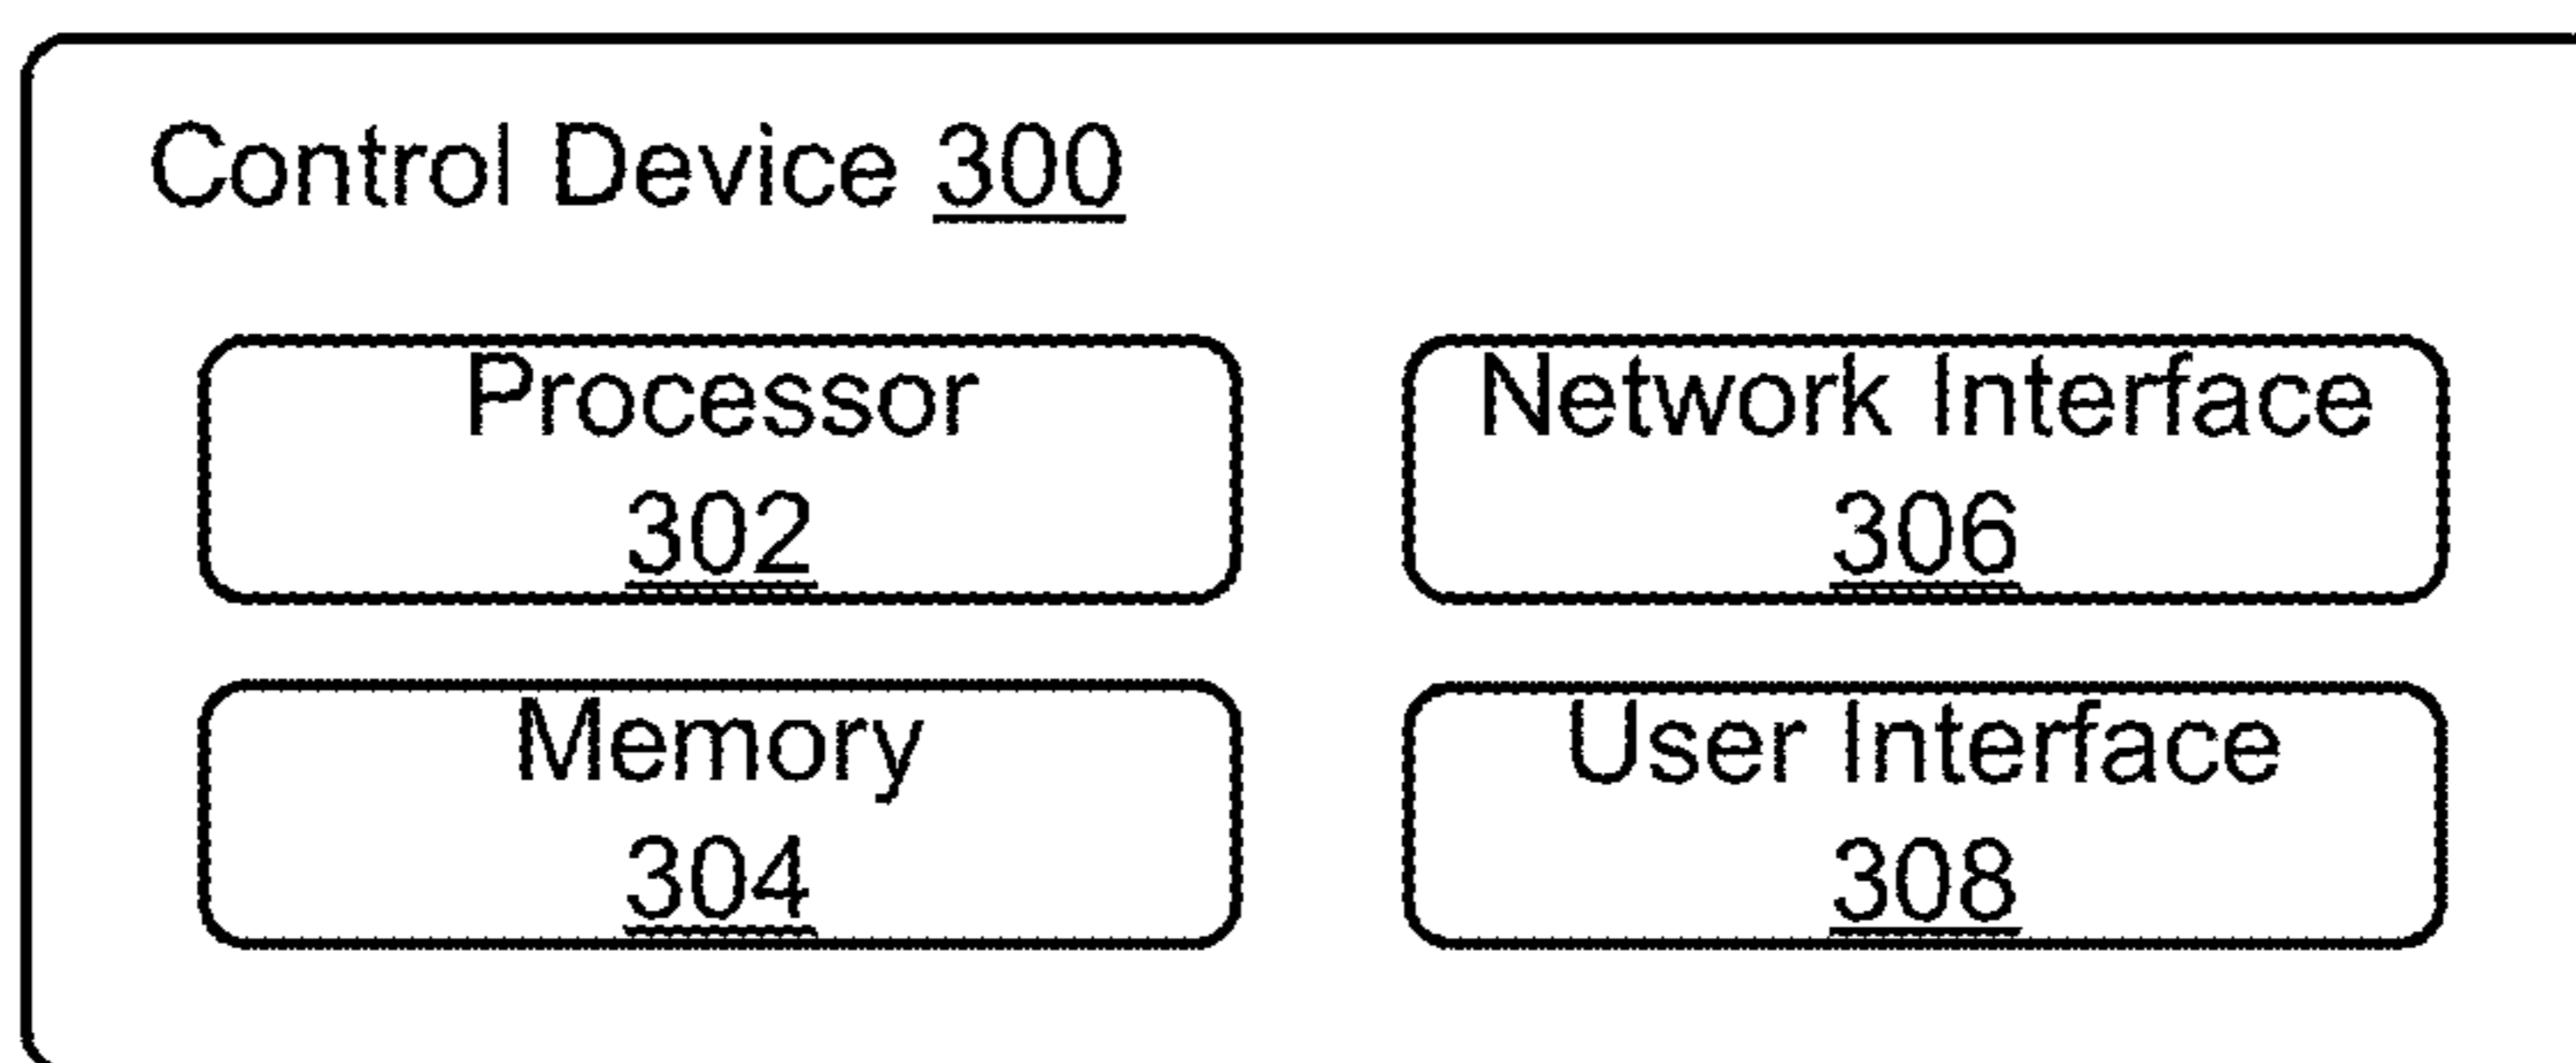 Control Device 300
Processor
302
Network Interface
306
Memory
304
User Interface
308